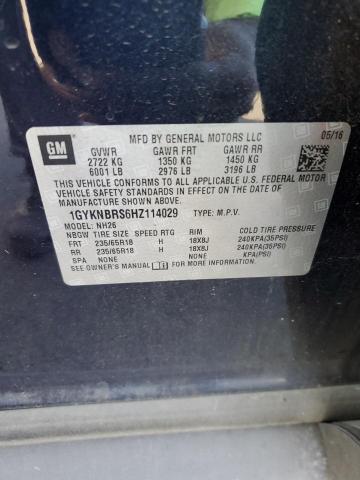 GM
MFD BY GENERAL MOTORS LLC 05/16
GVWR GAWR FRT GAWR RR
2722 KG 1350 KG 1450 KG
6001 LB 2976 LB 3196 LB
THIS VEHICLE CONFORMS TO ALL APPLICABLE U.S. FEDERAL MOTOR
VEHICLE SAFETY STANDARDS IN EFFECT ON THE DATE OF
MANUFACTURE SHOWN ABOVE.
1GYKNBRS6HZ114029 TYPE: M.P.V.
MODEL: NH26
NBGW TIRE SIZE SPEED RTG RIM COLD TIRE PRESSURE
FRT 235/65R18 H 18X8J 240KPA(35PSI)
RR 235/65R18 H 18X8J 240KPA(35PSI)
SPA NONE NONE KPA(PSI)
SEE OWNER'S MANUAL FOR MORE INFORMATION.